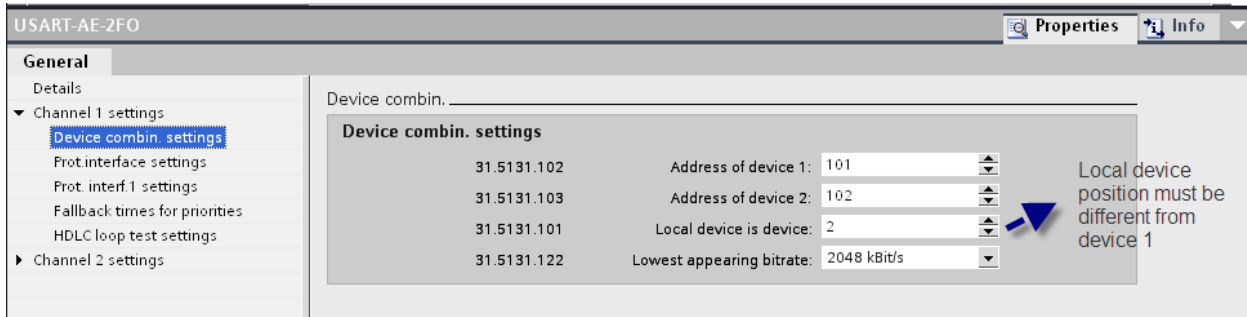 USART-AE-2FO
Properties
Info
General
Details
Channel 1 settings
Device combin. settings
Prot.interface settings
Prot. interf.1 settings
Fallback times for priorities
HDLC loop test settings
Channel 2 settings
Device combin.
Device combin. settings
31.5131.102 Address of device 1: 101
31.5131.103 Address of device 2: 102
31.5131.101 Local device is device: 2
31.5131.122 Lowest appearing bitrate: 2048 kBit/s
Local device
position must be
different from
device 1